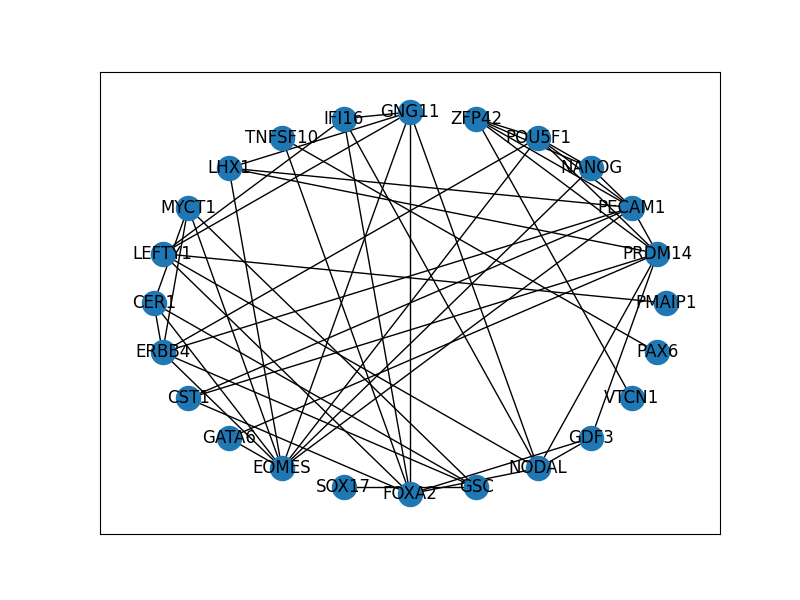 GNG11
IFI16
ZFP42
TNFSF10
POU5F1
LHX1
NANOG
MYCT1
PECAM1
LEFTY1
PRDM14
CER1
PMAIP1
ERBB4
PAX6
CST1
VTCN1
GATA6
GDF3
EOMES
NODAL
SOX17
FOXA2
GSC